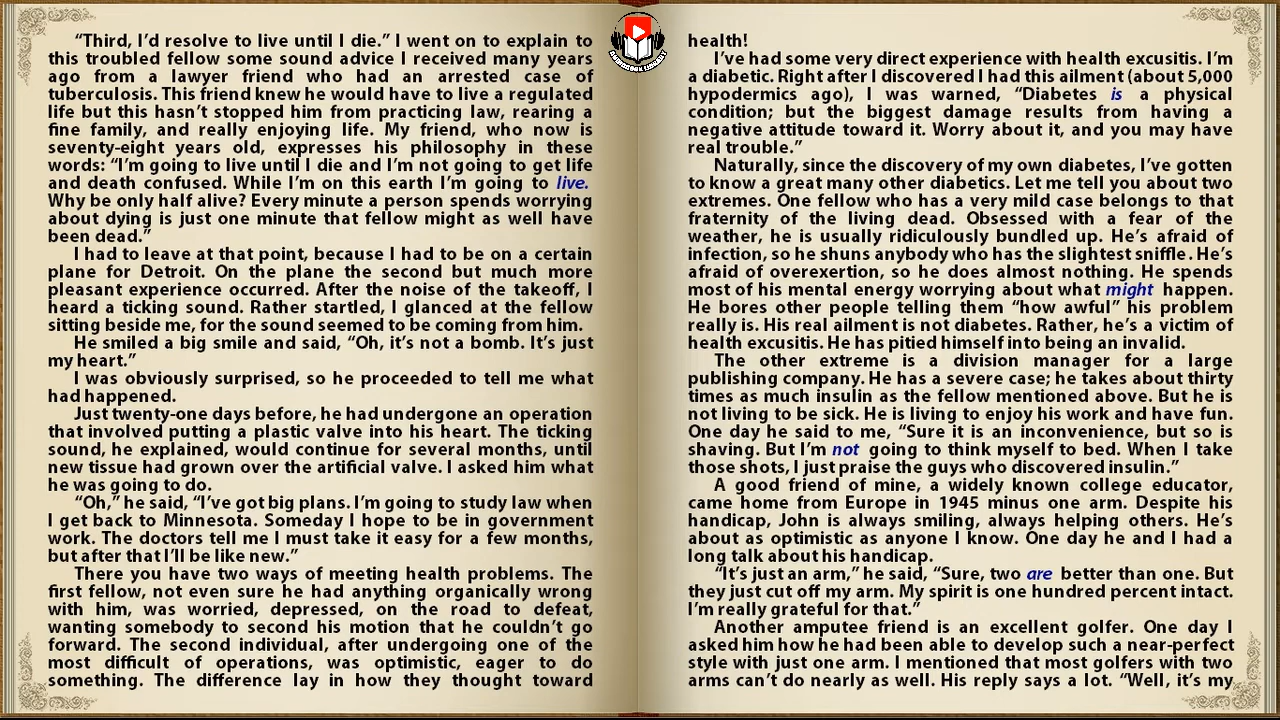 “Third, I’d resolve to live until I die.” I went on to explain to
this troubled fellow some sound advice I received many years
ago from a lawyer friend who had an arrested case of
tuberculosis. This friend knew he would have to live a regulated
life but this hasn’t stopped him from practicing law, rearing a
fine family, and really enjoying life. My friend, who now is
seventy-eight years old, expresses his philosophy in these
words: “I’m going to live until I die and I’m not going to get life
and death confused. While I’m on this earth I’m going to live.
Why be only half alive? Every minute a person spends worrying
about dying is just one minute that fellow might as well have
been dead.”
I had to leave at that point, because I had to be on a certain
plane for Detroit. On the plane the second but much more
pleasant experience occurred. After the noise of the takeoff, I
heard a ticking sound. Rather startled, I glanced at the fellow
sitting beside me, for the sound seemed to be coming from him.
He smiled a big smile and said, “Oh, it’s not a bomb. It’s just
my heart.”
I was obviously surprised, so he proceeded to tell me what
had happened.
Just twenty-one days before, he had undergone an operation
that involved putting a plastic valve into his heart. The ticking
sound, he explained, would continue for several months, until
new tissue had grown over the artificial valve. I asked him what
he was going to do.
“Oh,” he said, “I’ve got big plans. I’m going to study law when
I get back to Minnesota. Someday I hope to be in government
work. The doctors tell me I must take it easy for a few months,
but after that I’ll be like new.”
There you have two ways of meeting health problems. The
first fellow, not even sure he had anything organically wrong
with him, was worried, depressed, on the road to defeat,
wanting somebody to second his motion that he couldn’t go
forward. The second individual, after undergoing one of the
most difficult of operations, was optimistic, eager to do
something. The difference lay in how they thought toward
health!
I’ve had some very direct experience with health excusitis. I’m
a diabetic. Right after I discovered I had this ailment (about 5,000
hypodermics ago), I was warned, “Diabetes is a physical
condition; but the biggest damage results from having a
negative attitude toward it. Worry about it, and you may have
real trouble.”
Naturally, since the discovery of my own diabetes, I’ve gotten
to know a great many other diabetics. Let me tell you about two
extremes. One fellow who has a very mild case belongs to that
fraternity of the living dead. Obsessed with a fear of the
weather, he is usually ridiculously bundled up. He’s afraid of
infection, so he shuns anybody who has the slightest sniffle. He’s
afraid of overexertion, so he does almost nothing. He spends
most of his mental energy worrying about what might happen.
He bores other people telling them “how awful” his problem
really is. His real ailment is not diabetes. Rather, he’s a victim of
health excusitis. He has pitied himself into being an invalid.
The other extreme is a division manager for a large
publishing company. He has a severe case; he takes about thirty
times as much insulin as the fellow mentioned above. But he is
not living to be sick. He is living to enjoy his work and have fun.
One day he said to me, “Sure it is an inconvenience, but so is
shaving. But I’m not going to think myself to bed. When I take
those shots, I just praise the guys who discovered insulin.”
A good friend of mine, a widely known college educator,
came home from Europe in 1945 minus one arm. Despite his
handicap, John is always smiling, always helping others. He’s
about as optimistic as anyone I know. One day he and I had a
long talk about his handicap.
“It’s just an arm,” he said, “Sure, two are better than one. But
they just cut off my arm. My spirit is one hundred percent intact.
I’m really grateful for that.”
Another amputee friend is an excellent golfer. One day I
asked him how he had been able to develop such a near-perfect
style with just one arm. I mentioned that most golfers with two
arms can’t do nearly as well. His reply says a lot. “Well, it’s my